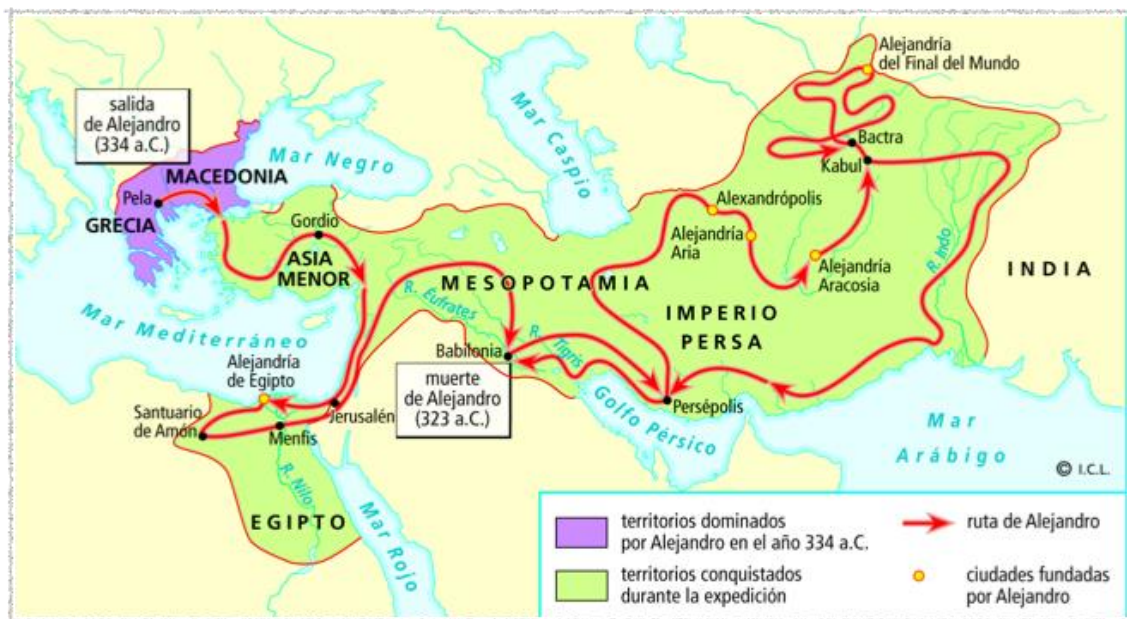 salida
de Alejandro
(334 a.C.)
Mar Negro
MACEDONIA
Pela
GRECIA
Gordio
ASIA
MENOR
Mar Caspio
Alejandría
del Final del Mundo
Bactra
Kabul
Alexandrópolis
Alejandría
Aria
Alejandría
Aracosia
R. Indo
INDIA
MESOPOTAMIA
IMPERIO
PERSA
R. Éufrates
R. Tigris
Mar Mediterráneo
Babilonia
muerte
de Alejandro
(323 a.C.)
Golfo Pérsico
Persépolis
Alejandría
de Egipto
Santuario
de Amón
Menfis
Jerusalén
R. Nilo
EGIPTO
Mar Rojo
Mar
Arábigo
© I.C.L.
territorios dominados
por Alejandro en el año 334 a.C.
territorios conquistados
durante la expedición
ruta de Alejandro
ciudades fundadas
por Alejandro